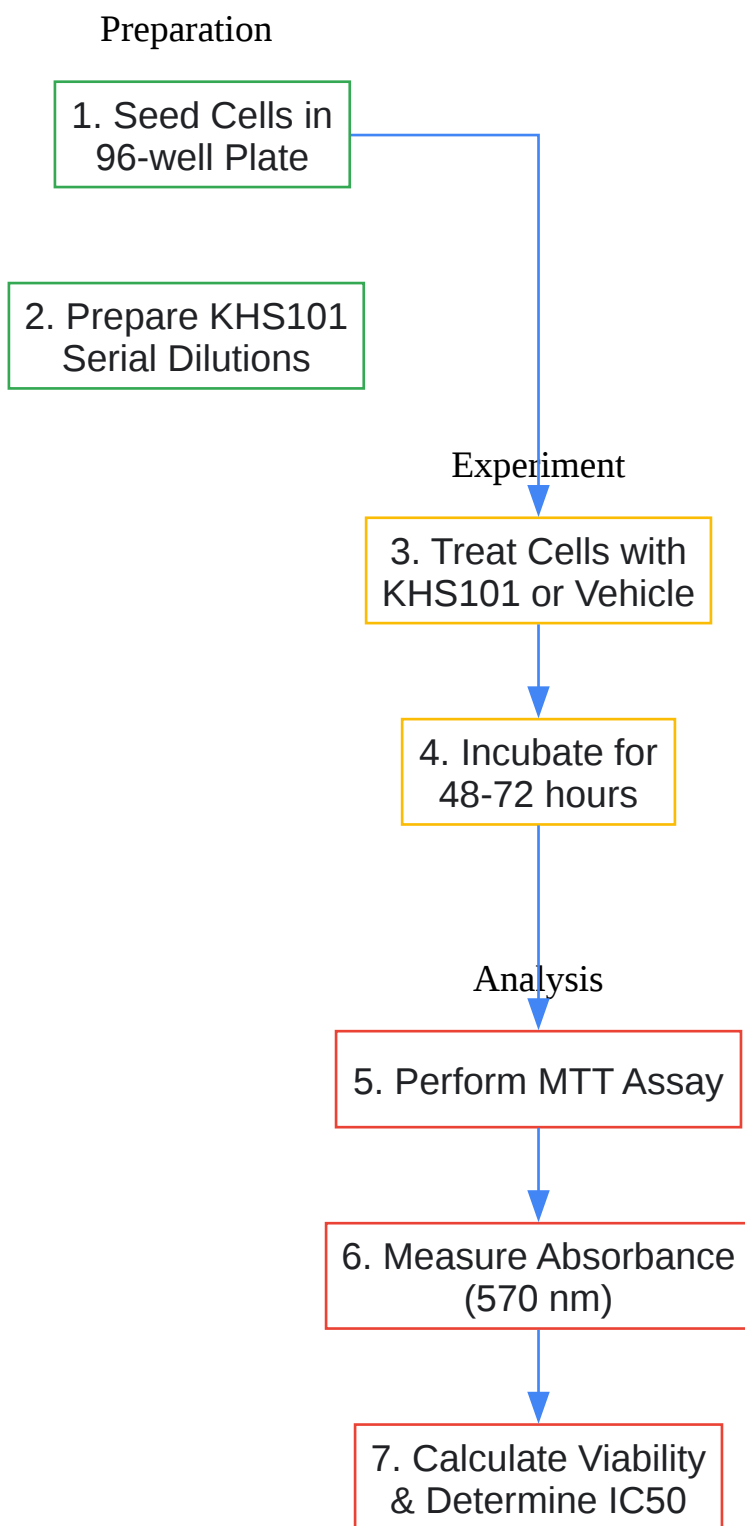 Preparation
1. Seed Cells in
96-well Plate
2. Prepare KHS101
Serial Dilutions
Experiment
3. Treat Cells with
KHS101 or Vehicle
4. Incubate for
48-72 hours
Analysis
5. Perform MTT Assay
6. Measure Absorbance
(570 nm)
7. Calculate Viability
& Determine IC50